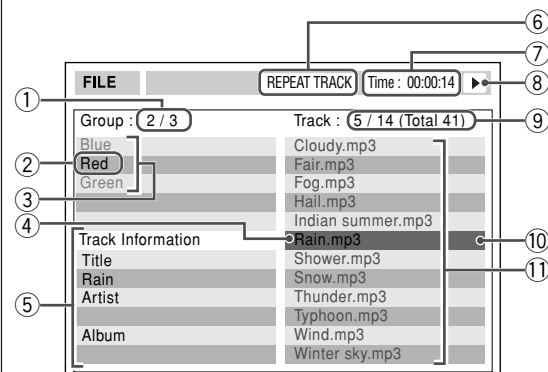 ⑥
⑦
FILE REPEAT TRACK Time : 00:00:14 ⑧
①
Group : 2 / 3 Track : 5 / 14 (Total 41) ⑨
Blue Cloudy.mp3
② Red Fair.mp3
Green Fog.mp3
③ Hail.mp3
④ Indian summer.mp3
Track Information Rain.mp3 ⑩
Title Shower.mp3
⑪
Rain Snow.mp3
⑤ Artist Thunder.mp3
Typhoon.mp3
Album Wind.mp3
Winter sky.mp3